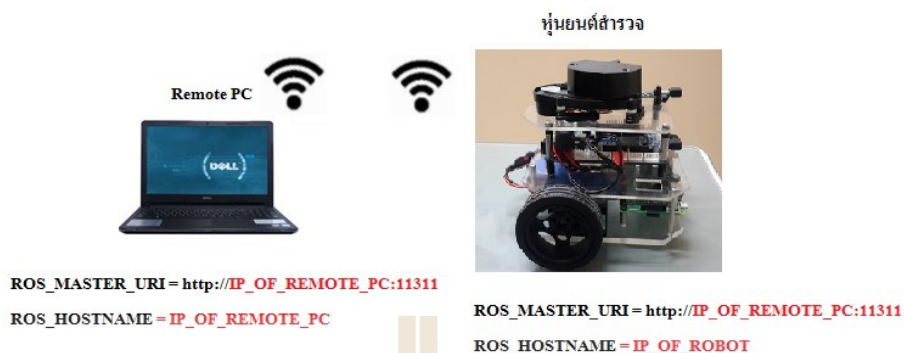 หุ่นยนต์สำรวจ
Remote PC
DELL
ROS_MASTER_URI = http://IP_OF_REMOTE_PC:11311
ROS_HOSTNAME = IP_OF_REMOTE_PC
ROS_MASTER_URI = http://IP_OF_REMOTE_PC:11311
ROS_HOSTNAME = IP_OF_ROBOT